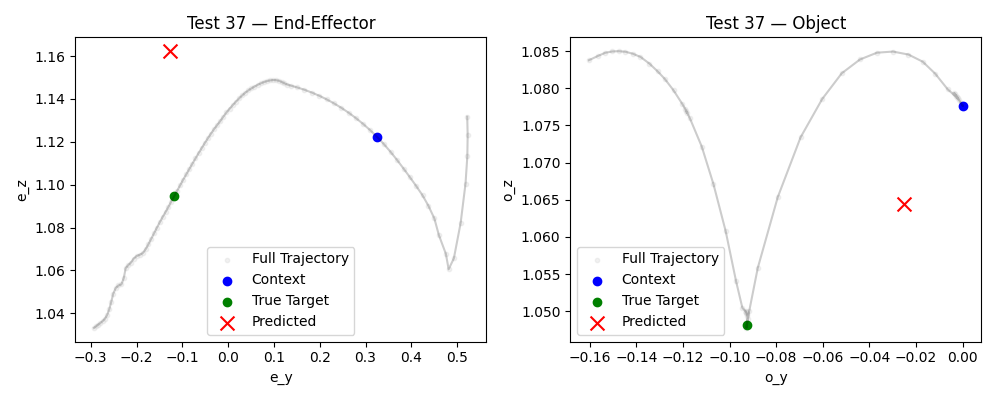 Test 37 — End-Effector
1.16
1.14
1.12
1.10
1.08
1.06
1.04
e_z
−0.3
−0.2
−0.1
0.0
0.1
0.2
0.3
0.4
0.5
e_y
Full Trajectory
Context
True Target
Predicted
Test 37 — Object
1.085
1.080
1.075
1.070
1.065
1.060
1.055
1.050
o_z
−0.16
−0.14
−0.12
−0.10
−0.08
−0.06
−0.04
−0.02
0.00
o_y
Full Trajectory
Context
True Target
Predicted